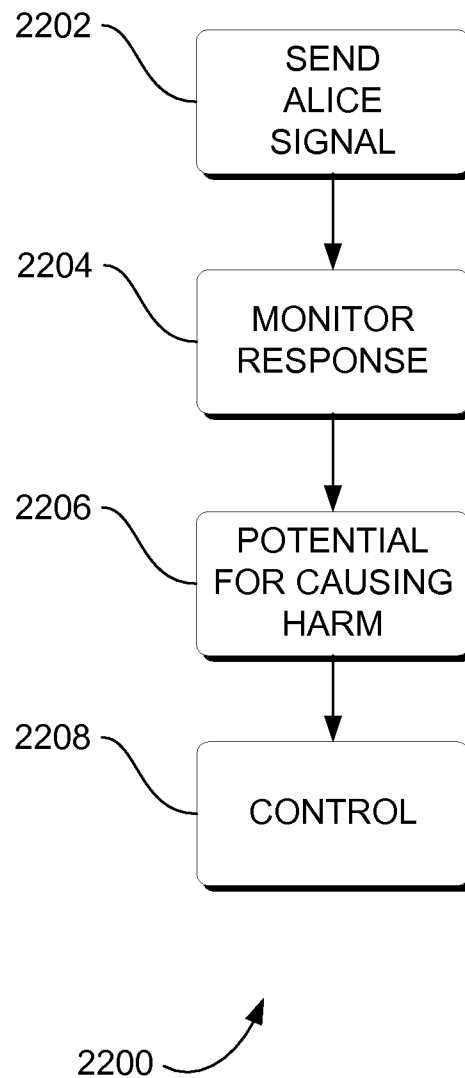 2202
SEND
ALICE
SIGNAL
2204
MONITOR
RESPONSE
2206
POTENTIAL
FOR CAUSING
HARM
2208
CONTROL
2200